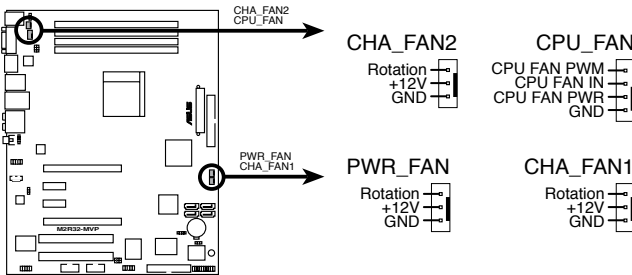 CHA_FAN2
CPU_FAN
CHA_FAN2
Rotation
+12V
GND
CPU_FAN
CPU FAN PWM
CPU FAN IN
CPU FAN PWR
GND
/ISUS
PWR_FAN
CHA_FAN1
PWR_FAN
Rotation
+12V
GND
CHA_FAN1
Rotation
+12V
GND
M2R32-MVP